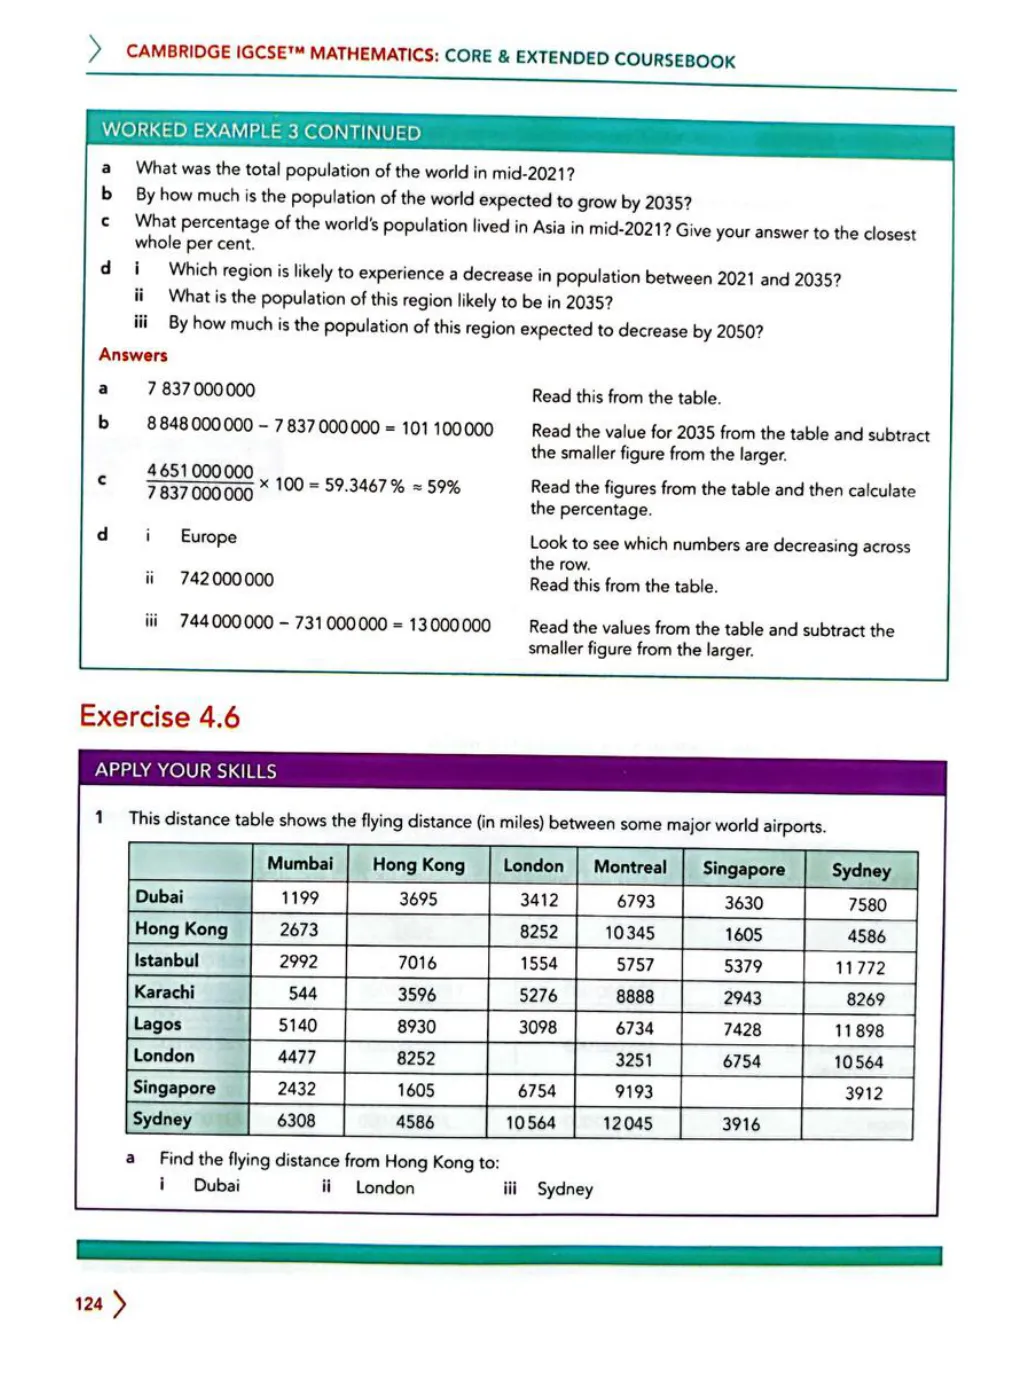 CAMBRIDGE IGCSE™ MATHEMATICS: CORE & EXTENDED COURSEBOOK
WORKED EXAMPLE 3 CONTINUED
a What was the total population of the world in mid-2021?
b By how much is the population of the world expected to grow by 2035?
c What percentage of the world's population lived in Asia in mid-2021? Give your answer to the closest
whole per cent.
d i Which region is likely to experience a decrease in population between 2021 and 2035?
ii What is the population of this region likely to be in 2035?
iii By how much is the population of this region expected to decrease by 2050?
Answers
a 7 837 000 000 Read this from the table.
b 8 848 000 000 – 7 837 000 000 = 101 100 000 Read the value for 2035 from the table and subtract
the smaller figure from the larger.
c 4 651 000 000 / 7 837 000 000 × 100 = 59.3467 % ≈ 59% Read the figures from the table and then calculate
the percentage.
d i Europe Look to see which numbers are decreasing across
the row.
ii 742 000 000 Read this from the table.
iii 744 000 000 – 731 000 000 = 13 000 000 Read the values from the table and subtract the
smaller figure from the larger.
Exercise 4.6
APPLY YOUR SKILLS
1 This distance table shows the flying distance (in miles) between some major world airports.
Mumbai Hong Kong London Montreal Singapore Sydney
Dubai 1199 3695 3412 6793 3630 7580
Hong Kong 2673 8252 10 345 1605 4586
Istanbul 2992 7016 1554 5757 5379 11 772
Karachi 544 3596 5276 8888 2943 8269
Lagos 5140 8930 3098 6734 7428 11 898
London 4477 8252 3251 6754 10 564
Singapore 2432 1605 6754 9193 3912
Sydney 6308 4586 10 564 12 045 3916
a Find the flying distance from Hong Kong to:
i Dubai ii London iii Sydney
124